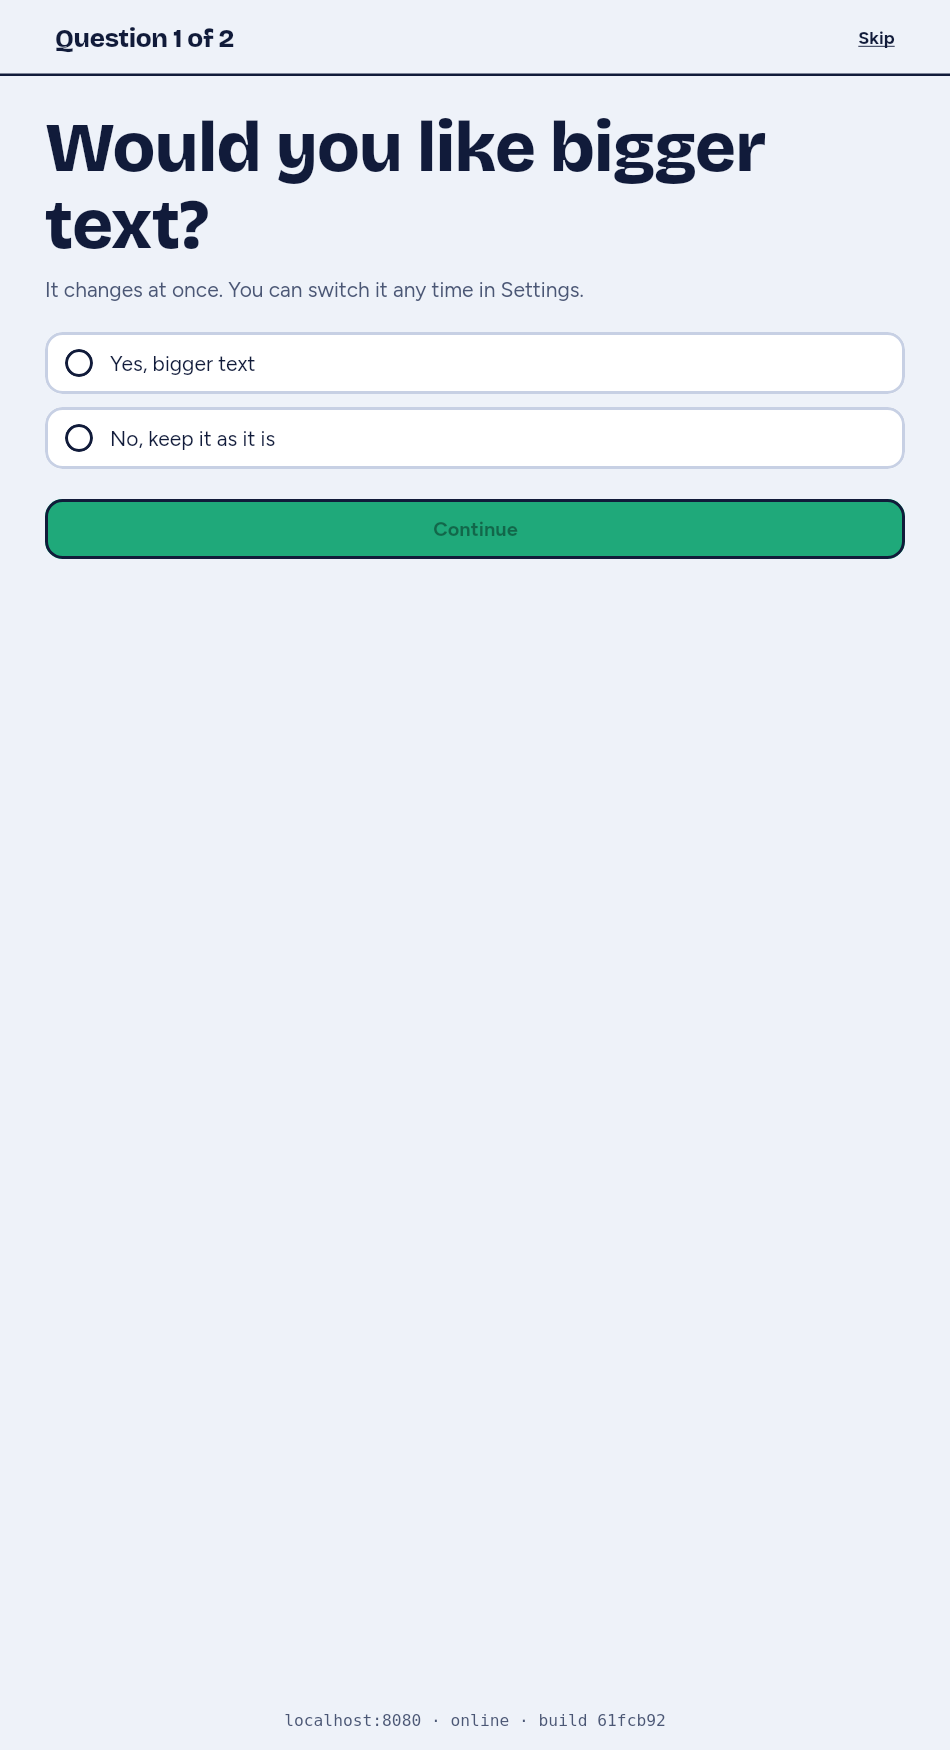 Question 1 of 2
Skip
Would you like bigger
text?
It changes at once. You can switch it any time in Settings.
Yes, bigger text
No, keep it as it is
Continue
localhost:8080 · online · build 61fcb92